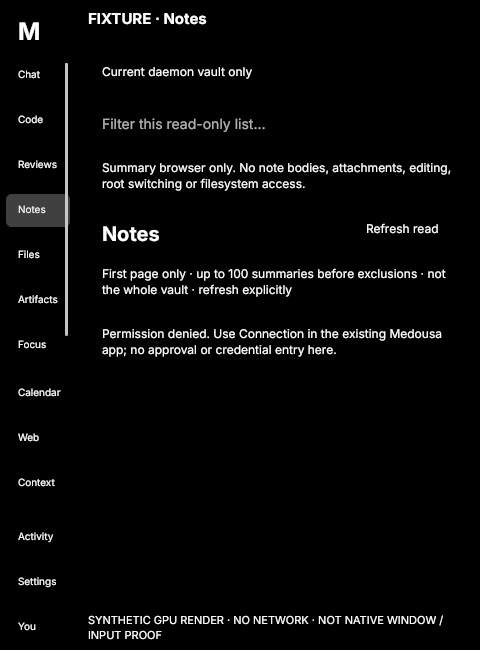 M
FIXTURE · Notes
Chat
Code
Reviews
Notes
Files
Artifacts
Focus
Calendar
Web
Context
Activity
Settings
You
Current daemon vault only
Filter this read-only list...
Summary browser only. No note bodies, attachments, editing,
root switching or filesystem access.
Notes
Refresh read
First page only · up to 100 summaries before exclusions · not
the whole vault · refresh explicitly
Permission denied. Use Connection in the existing Medousa
app; no approval or credential entry here.
SYNTHETIC GPU RENDER · NO NETWORK · NOT NATIVE WINDOW /
INPUT PROOF